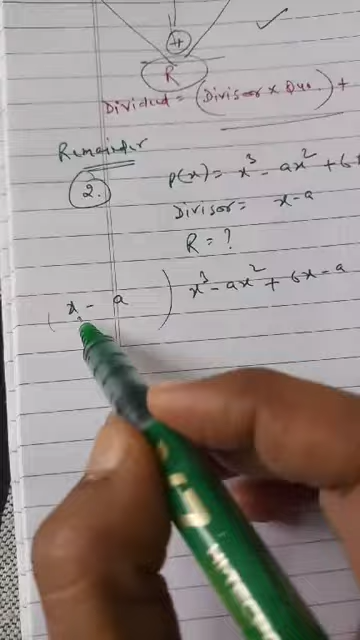 +
R
Dividend = (Divisor × Quo.) +
Remainder
2. P(x) = x³ - ax² + 6x
Divisor = x - a
R = ?
(x - a) x³ - ax² + 6x - a